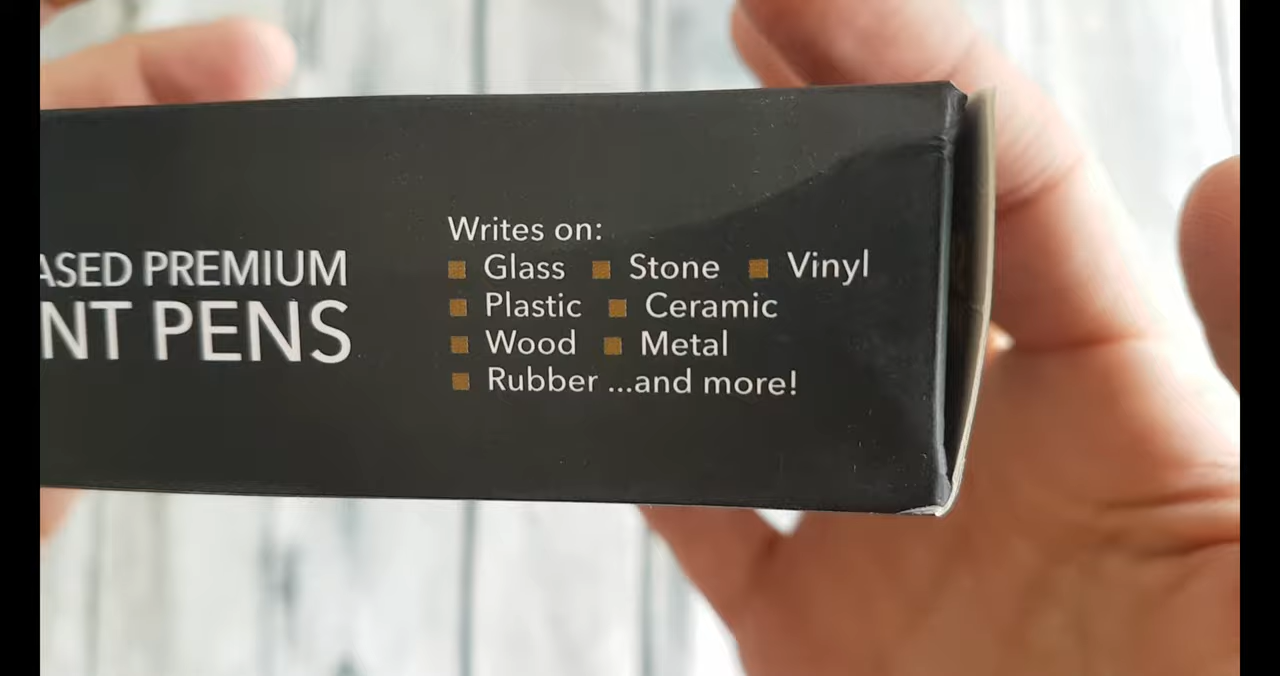 ASED PREMIUM
NT PENS
Writes on:
Glass Stone Vinyl
Plastic Ceramic
Wood Metal
Rubber ...and more!